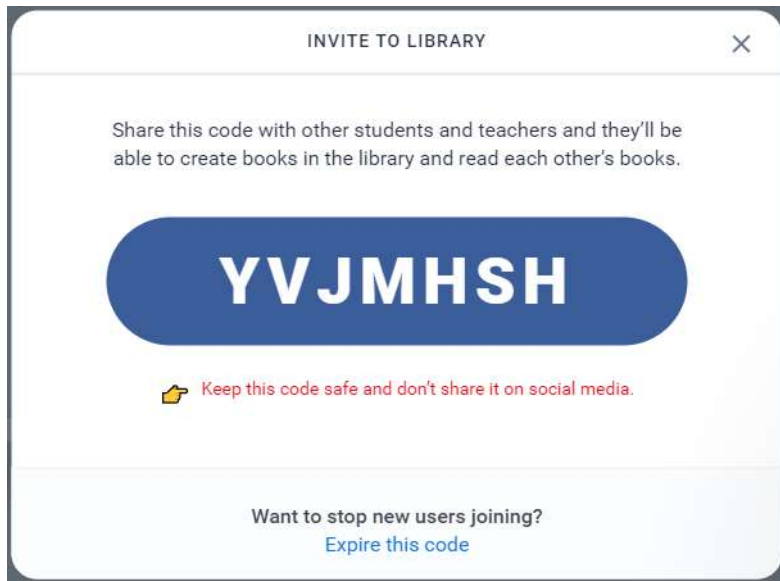 INVITE TO LIBRARY
Share this code with other students and teachers and they’ll be
able to create books in the library and read each other’s books.
YVJMHSH
Keep this code safe and don’t share it on social media.
Want to stop new users joining?
Expire this code